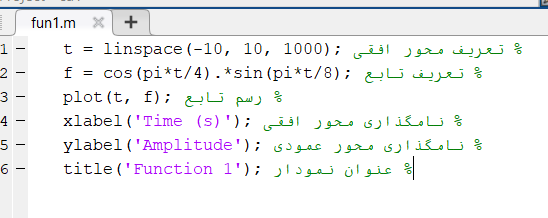 fun1.m
1 t = linspace(-10, 10, 1000); % تعریف محور افقی
2 f = cos(pi*t/4).*sin(pi*t/8); % تعریف تابع
3 plot(t, f); % رسم تابع
4 xlabel('Time (s)'); % نامگذاری محور افقی
5 ylabel('Amplitude'); % نامگذاری محور عمودی
6 title('Function 1'); % عنوان نمودار